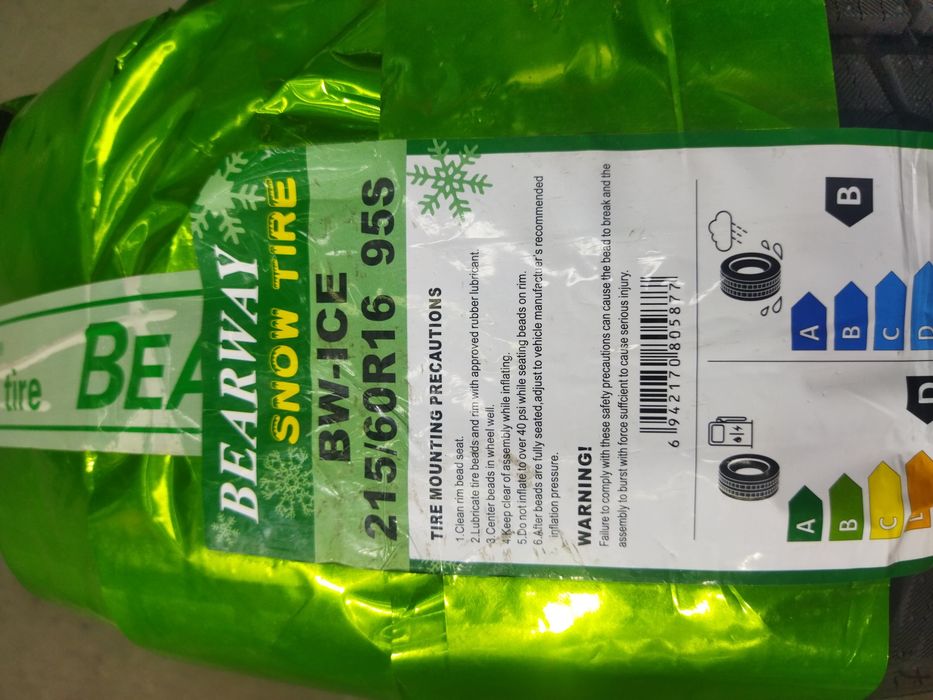 tire BEA
BEARWAY
SNOW TIRE
BW-ICE
215/60R16 95S
TIRE MOUNTING PRECAUTIONS
1.Clean rim bead seat.
2.Lubricate tire beads and rim with approved rubber lubricant.
3.Center beads in wheel well.
4.Keep clear of assembly while inflating.
5.Do not inflate to over 40 psi while seating beads on rim.
6.After beads are fully seated,adjust to vehicle manufacturer's recommended
inflation pressure.
WARNING!
Failure to comply with these safety precautions can cause the bead to break and the
assembly to burst with force suffcient to cause serious injury.
6 942170 805877
A
B
C
D
B
A
B
C
D